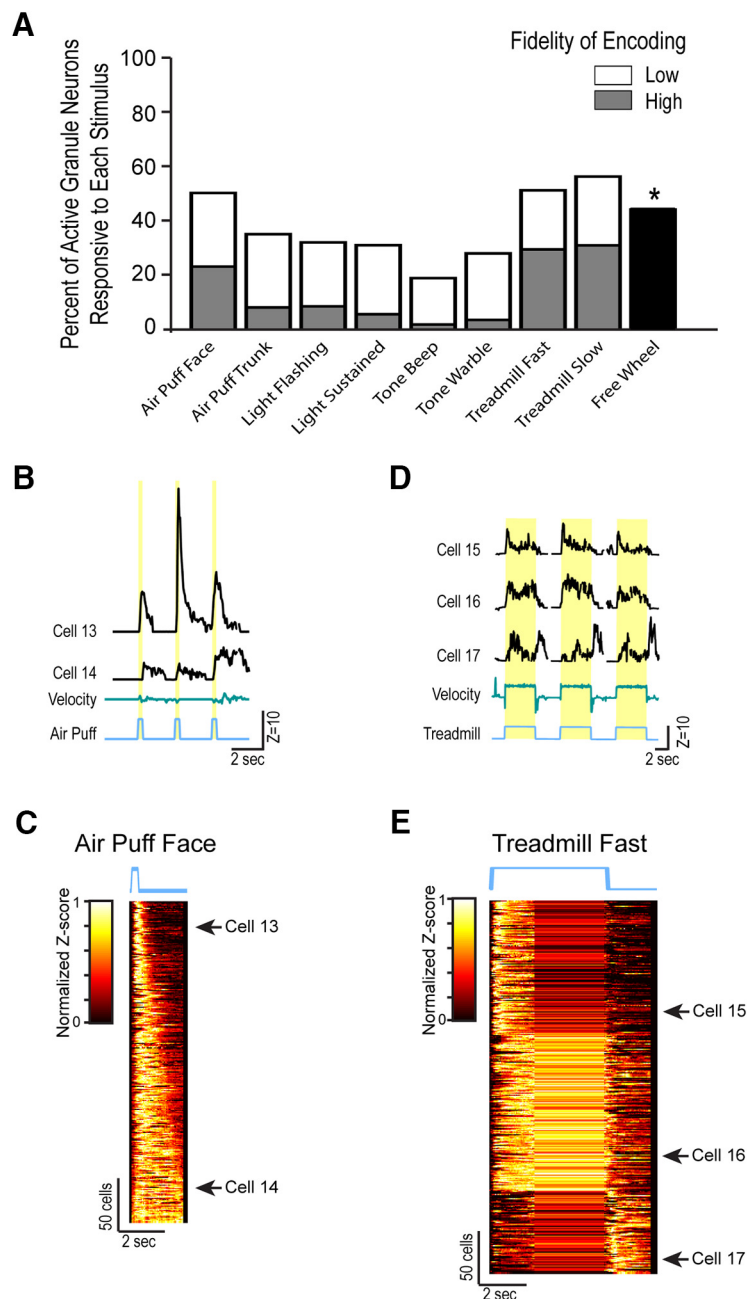 A
Fidelity of Encoding
Low
High
Percent of Active Granule Neurons
Responsive to Each Stimulus
100
80
60
40
20
0
*
Air Puff Face
Air Puff Trunk
Light Flashing
Light Sustained
Tone Beep
Tone Warble
Treadmill Fast
Treadmill Slow
Free Wheel
B
Cell 13
Cell 14
Velocity
Air Puff
Z=10
2 sec
D
Cell 15
Cell 16
Cell 17
Velocity
Treadmill
Z=10
2 sec
C
Air Puff Face
Normalized Z-score
1
0
Cell 13
Cell 14
50 cells
2 sec
E
Treadmill Fast
Normalized Z-score
1
0
Cell 15
Cell 16
Cell 17
50 cells
2 sec